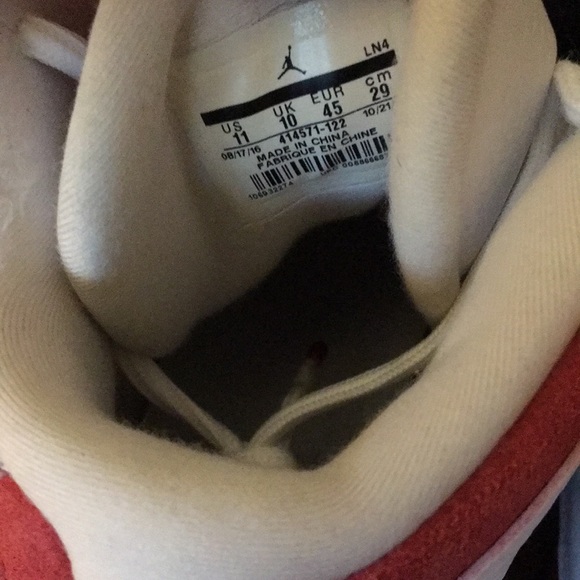 LN4
US UK EUR cm
11 10 45 29
08/17/16 414571-122 10/21
MADE IN CHINA
FABRIQUE EN CHINE